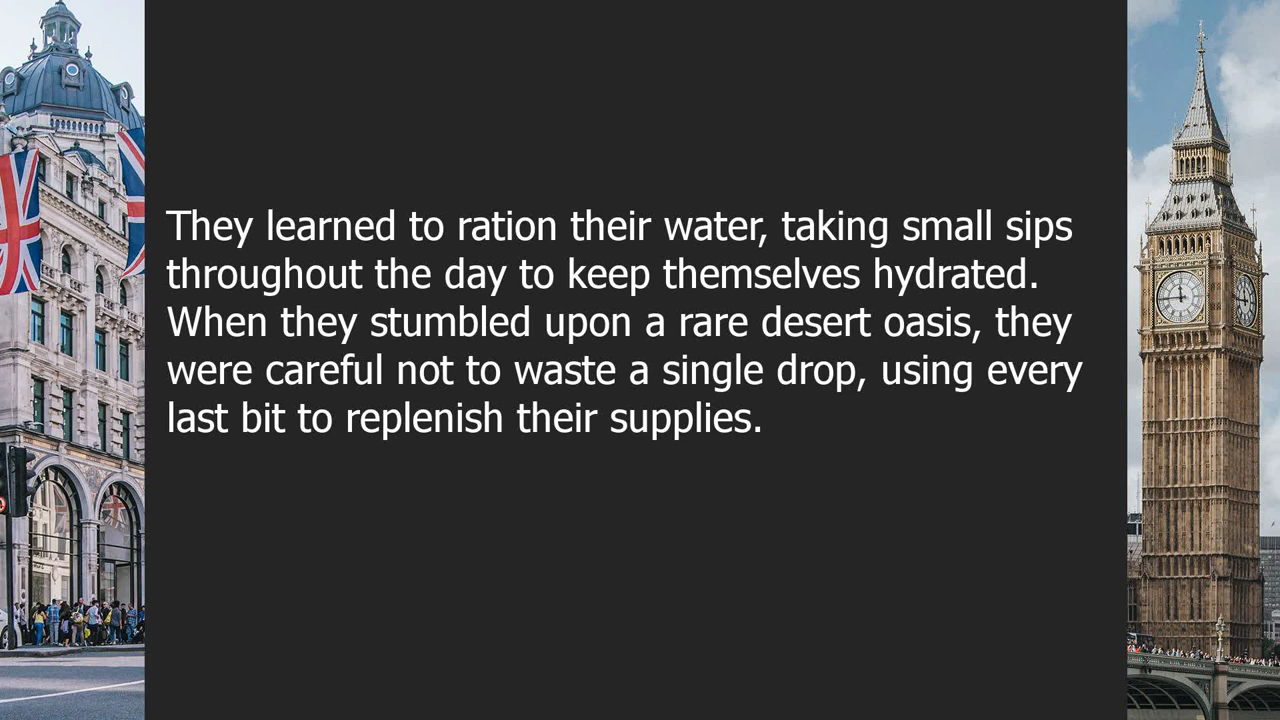 They learned to ration their water, taking small sips
throughout the day to keep themselves hydrated.
When they stumbled upon a rare desert oasis, they
were careful not to waste a single drop, using every
last bit to replenish their supplies.